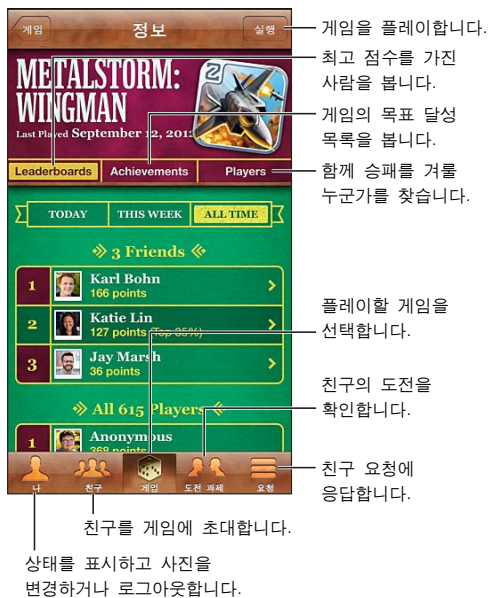 게임
정보
실행
게임을 플레이합니다.
METALSTORM:
WINGMAN
Last Played September 12, 201
2
최고 점수를 가진
사람을 봅니다.
게임의 목표 달성
목록을 봅니다.
Leaderboards
Achievements
Players
함께 승패를 겨룰
누군가를 찾습니다.
TODAY
THIS WEEK
ALL TIME
3 Friends
1
Karl Bohn
166 points
2
Katie Lin
127 points (Top 35%)
3
Jay Marsh
36 points
플레이할 게임을
선택합니다.
친구의 도전을
확인합니다.
All 615 Players
1
Anonymous
368 points
나
친구
게임
도전 과제
요청
친구 요청에
응답합니다.
친구를 게임에 초대합니다.
상태를 표시하고 사진을
변경하거나 로그아웃합니다.